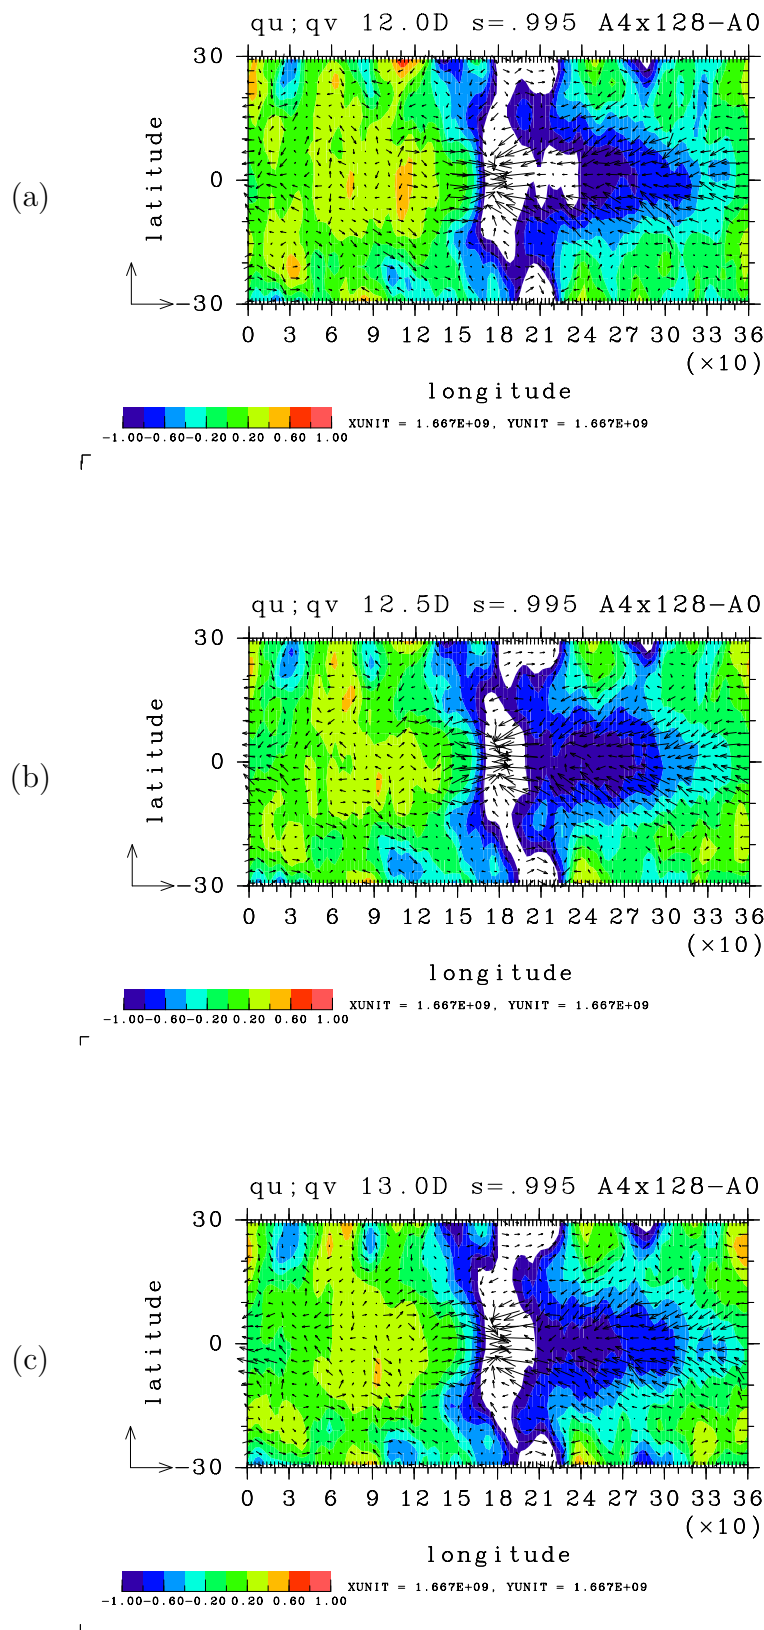 qu;qv 12.0D s=.995 A4x128−A0
30
(a)
latitude
0
−30
0 3 6 9 12 15 18 21 24 27 30 33 36
(×10)
longitude
-1.00-0.60-0.20 0.20 0.60 1.00
XUNIT = 1.667E+09, YUNIT = 1.667E+09
qu;qv 12.5D s=.995 A4x128−A0
30
(b)
latitude
0
−30
0 3 6 9 12 15 18 21 24 27 30 33 36
(×10)
longitude
-1.00-0.60-0.20 0.20 0.60 1.00
XUNIT = 1.667E+09, YUNIT = 1.667E+09
qu;qv 13.0D s=.995 A4x128−A0
30
(c)
latitude
0
−30
0 3 6 9 12 15 18 21 24 27 30 33 36
(×10)
longitude
-1.00-0.60-0.20 0.20 0.60 1.00
XUNIT = 1.667E+09, YUNIT = 1.667E+09